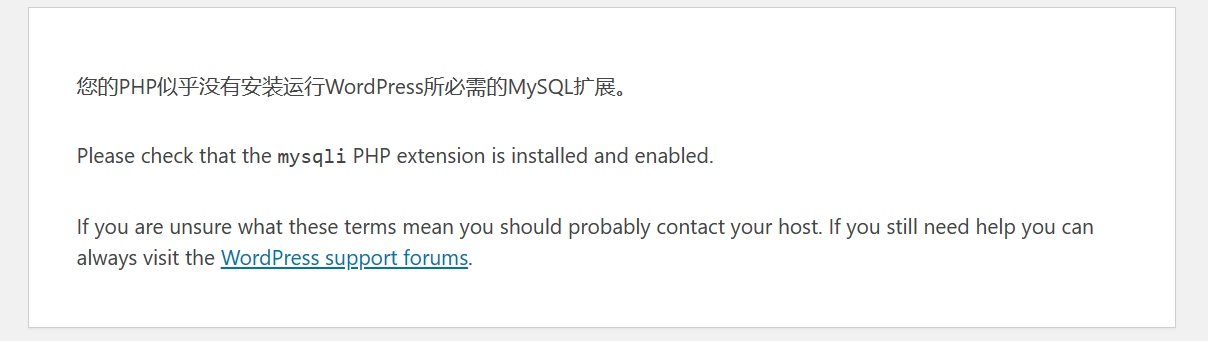 您的PHP似乎没有安装运行WordPress所必需的MySQL扩展。
Please check that the mysqli PHP extension is installed and enabled.
If you are unsure what these terms mean you should probably contact your host. If you still need help you can
always visit the WordPress support forums.